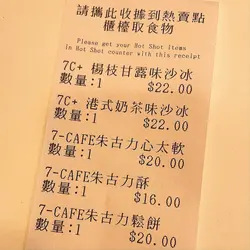 請攜此收據到熱賣點
櫃檯取食物
Please get your Hot Shot items
in Hot Shot counter with this receipt
7C+ 楊枝甘露味沙冰
數量:1 $22.00
7C+ 港式奶茶味沙冰
數量:1 $22.00
7-CAFE朱古力心太軟
數量:1 $20.00
7-CAFE朱古力酥
數量:1 $16.00
7-CAFE朱古力鬆餅
數量:1 $20.00